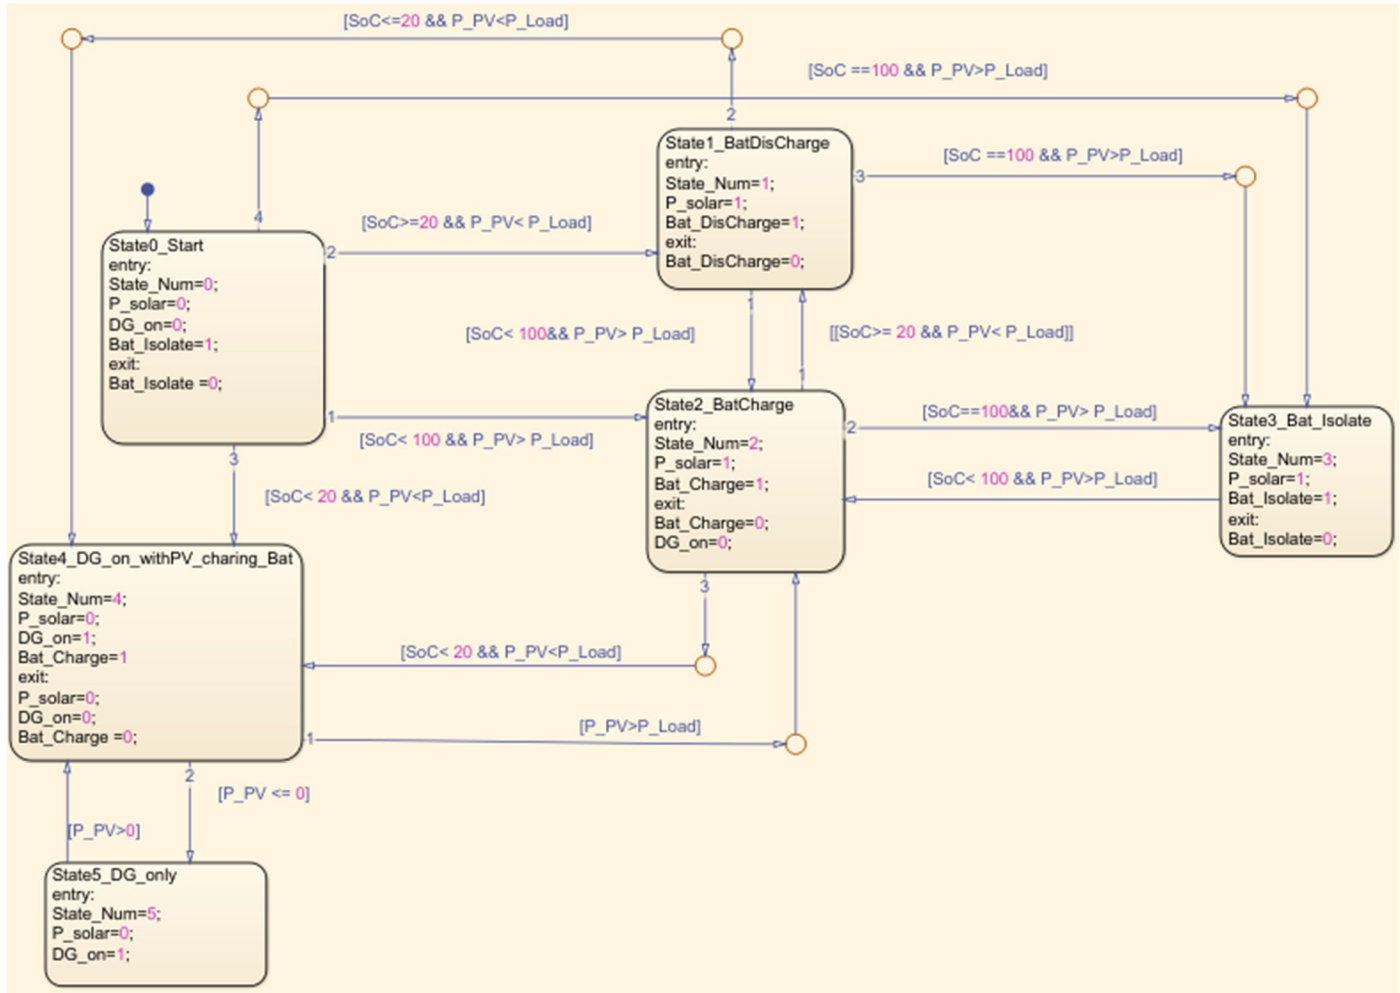 [SoC<=20 && P_PV<P_Load]
[SoC ==100 && P_PV>P_Load]
2
State1_BatDisCharge
entry:
State_Num=1;
P_solar=1;
Bat_DisCharge=1;
exit:
Bat_DisCharge=0;
3
[SoC ==100 && P_PV>P_Load]
4
State0_Start
entry:
State_Num=0;
P_solar=0;
DG_on=0;
Bat_Isolate=1;
exit:
Bat_Isolate =0;
2
[SoC>=20 && P_PV< P_Load]
1
[SoC< 100&& P_PV> P_Load]
[[SoC>= 20 && P_PV< P_Load]]
1
1
[SoC< 100 && P_PV> P_Load]
State2_BatCharge
entry:
State_Num=2;
P_solar=1;
Bat_Charge=1;
exit:
Bat_Charge=0;
DG_on=0;
2
[SoC==100&& P_PV> P_Load]
[SoC< 100 && P_PV>P_Load]
State3_Bat_Isolate
entry:
State_Num=3;
P_solar=1;
Bat_Isolate=1;
exit:
Bat_Isolate=0;
3
[SoC< 20 && P_PV<P_Load]
State4_DG_on_withPV_charing_Bat
entry:
State_Num=4;
P_solar=0;
DG_on=1;
Bat_Charge=1
exit:
P_solar=0;
DG_on=0;
Bat_Charge =0;
3
[SoC< 20 && P_PV<P_Load]
1
[P_PV>P_Load]
2
[P_PV <= 0]
[P_PV>0]
State5_DG_only
entry:
State_Num=5;
P_solar=0;
DG_on=1;